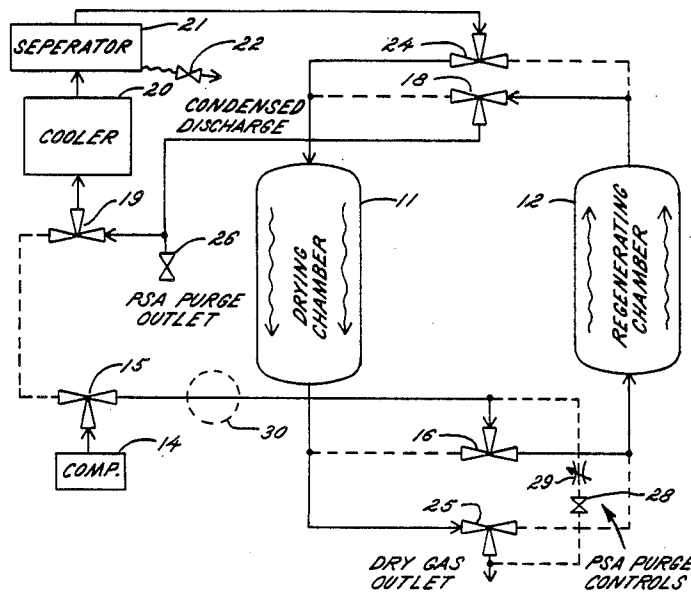 21
SEPERATOR
22
24
20
18
CONDENSED
DISCHARGE
COOLER
19
11
12
26
DRYING
CHAMBER
REGENERATING
CHAMBER
PSA PURGE
OUTLET
15
14
30
16
COMP.
29
28
25
DRY GAS
OUTLET
PSA PURGE
CONTROLS